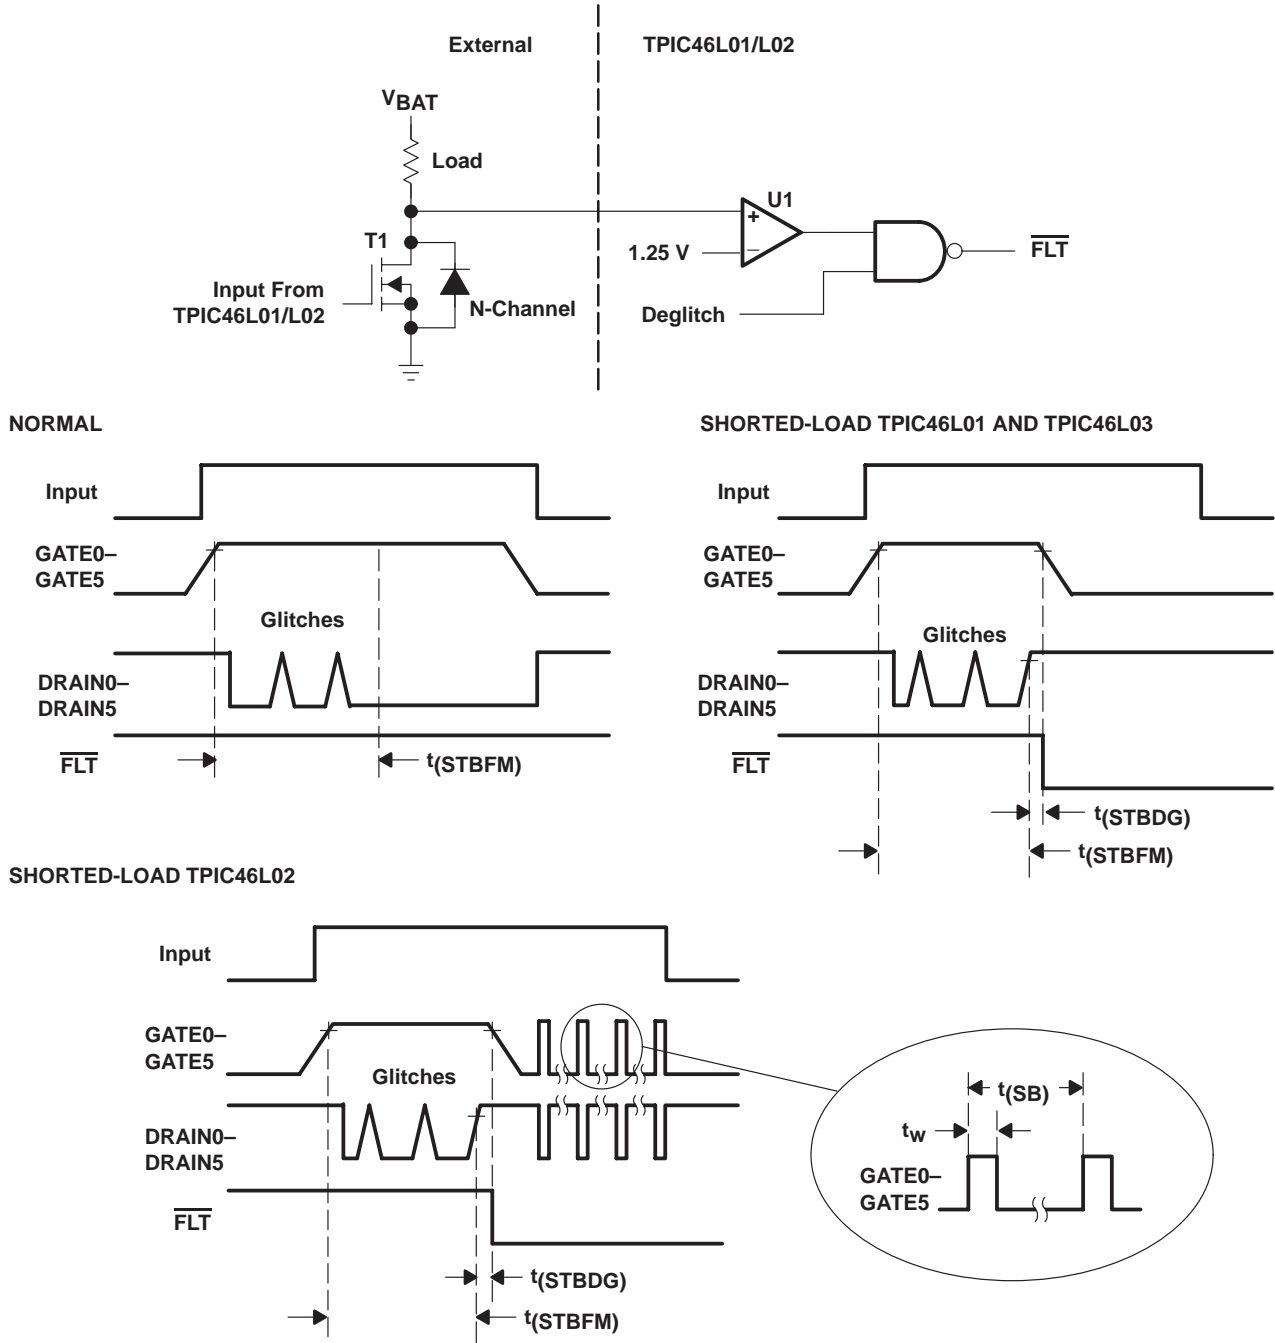 External
TPIC46L01/L02
VBAT
Load
U1
+
T1
1.25 V
–
FLT
Input From
TPIC46L01/L02
N-Channel
Deglitch
NORMAL
Input
GATE0–
GATE5
Glitches
DRAIN0–
DRAIN5
FLT
t(STBFM)
SHORTED-LOAD TPIC46L01 AND TPIC46L03
Input
GATE0–
GATE5
Glitches
DRAIN0–
DRAIN5
FLT
t(STBDG)
t(STBFM)
SHORTED-LOAD TPIC46L02
Input
GATE0–
GATE5
Glitches
DRAIN0–
DRAIN5
FLT
t(STBDG)
t(STBFM)
t(SB)
tw
GATE0–
GATE5